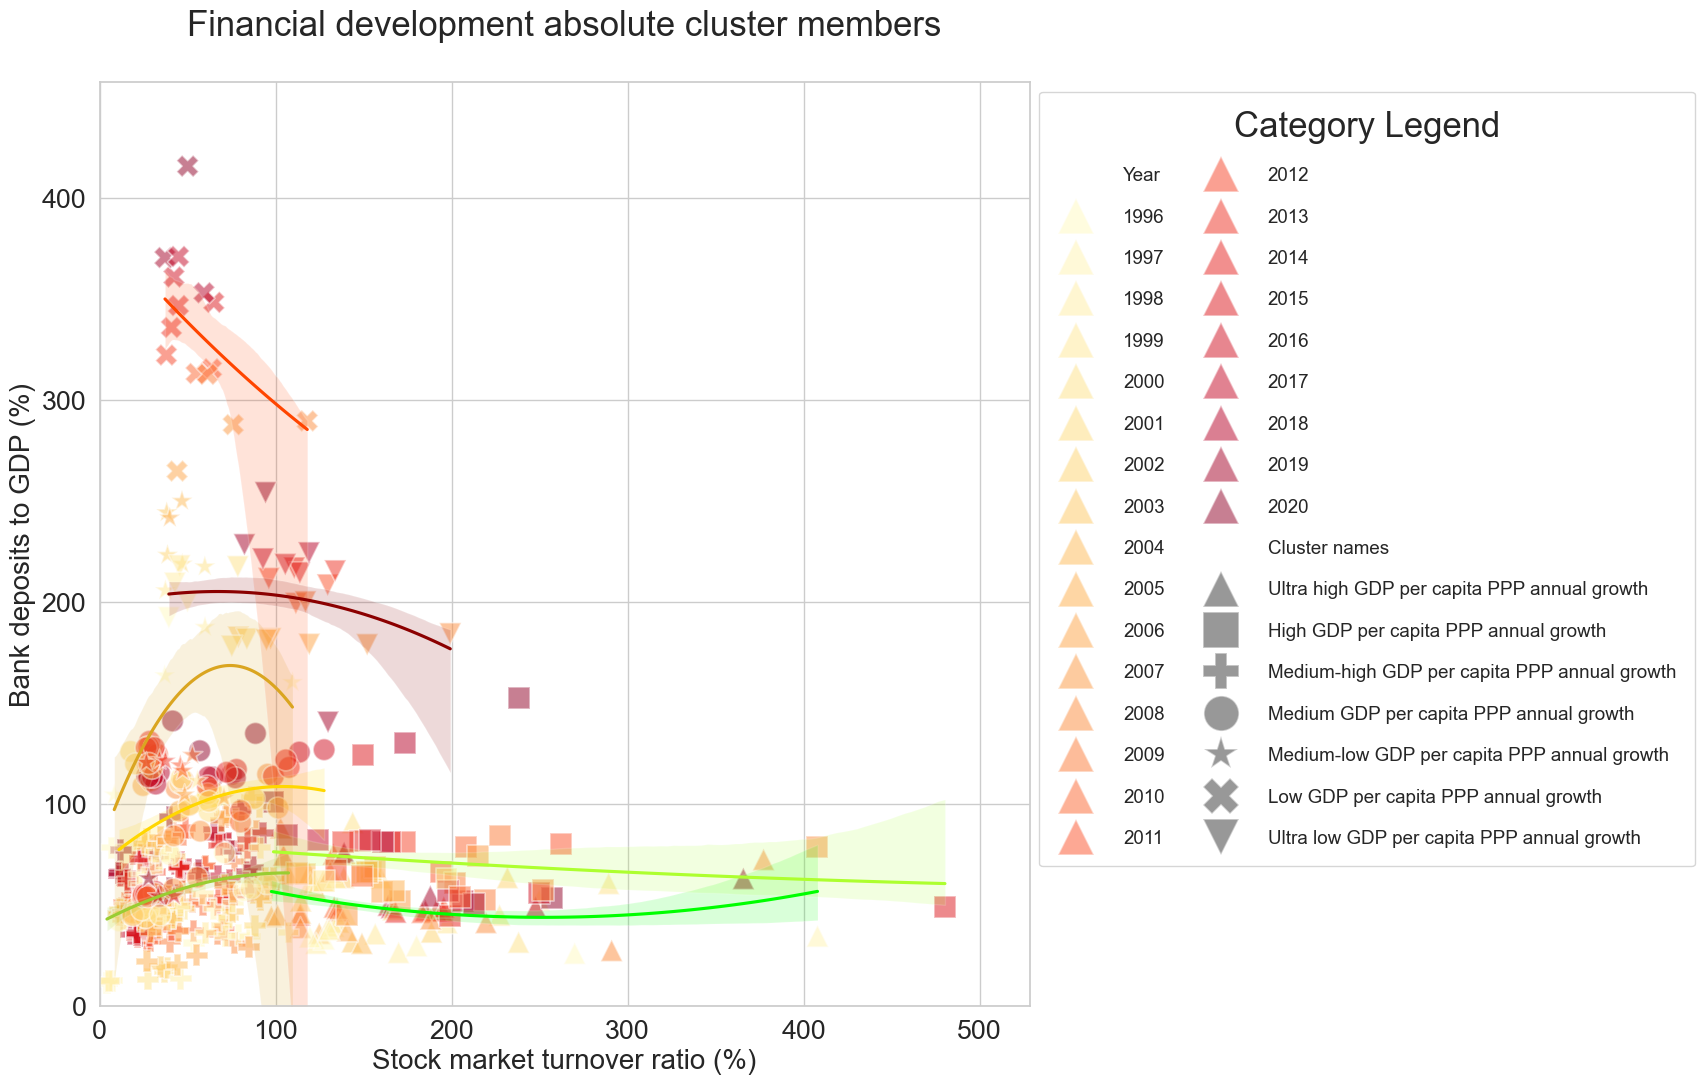 Financial development absolute cluster members
Bank deposits to GDP (%)
400
300
200
100
0
0 100 200 300 400 500
Stock market turnover ratio (%)
Category Legend
Year
1996
1997
1998
1999
2000
2001
2002
2003
2004
2005
2006
2007
2008
2009
2010
2011
2012
2013
2014
2015
2016
2017
2018
2019
2020
Cluster names
Ultra high GDP per capita PPP annual growth
High GDP per capita PPP annual growth
Medium-high GDP per capita PPP annual growth
Medium GDP per capita PPP annual growth
Medium-low GDP per capita PPP annual growth
Low GDP per capita PPP annual growth
Ultra low GDP per capita PPP annual growth